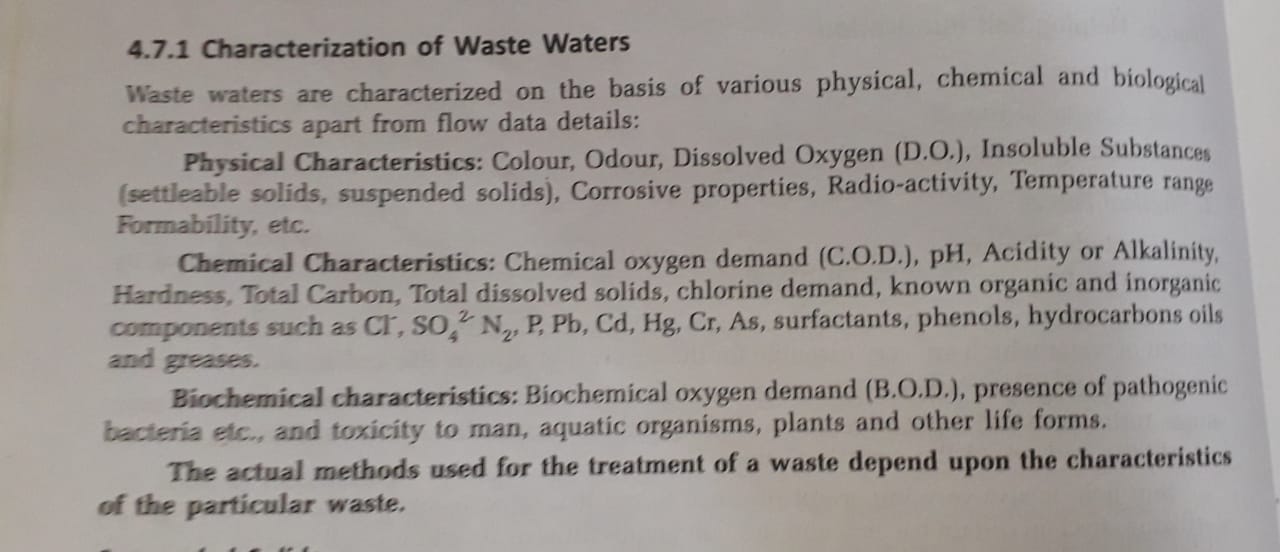 4.7.1 Characterization of Waste Waters
Waste waters are characterized on the basis of various physical, chemical and biological
characteristics apart from flow data details:
Physical Characteristics: Colour, Odour, Dissolved Oxygen (D.O.), Insoluble Substances
(settleable solids, suspended solids), Corrosive properties, Radio-activity, Temperature range
Formability, etc.
Chemical Characteristics: Chemical oxygen demand (C.O.D.), pH, Acidity or Alkalinity,
Hardness, Total Carbon, Total dissolved solids, chlorine demand, known organic and inorganic
components such as Cl⁻, SO₄²⁻ N₂, P, Pb, Cd, Hg, Cr, As, surfactants, phenols, hydrocarbons oils
and greases.
Biochemical characteristics: Biochemical oxygen demand (B.O.D.), presence of pathogenic
bacteria etc., and toxicity to man, aquatic organisms, plants and other life forms.
The actual methods used for the treatment of a waste depend upon the characteristics
of the particular waste.